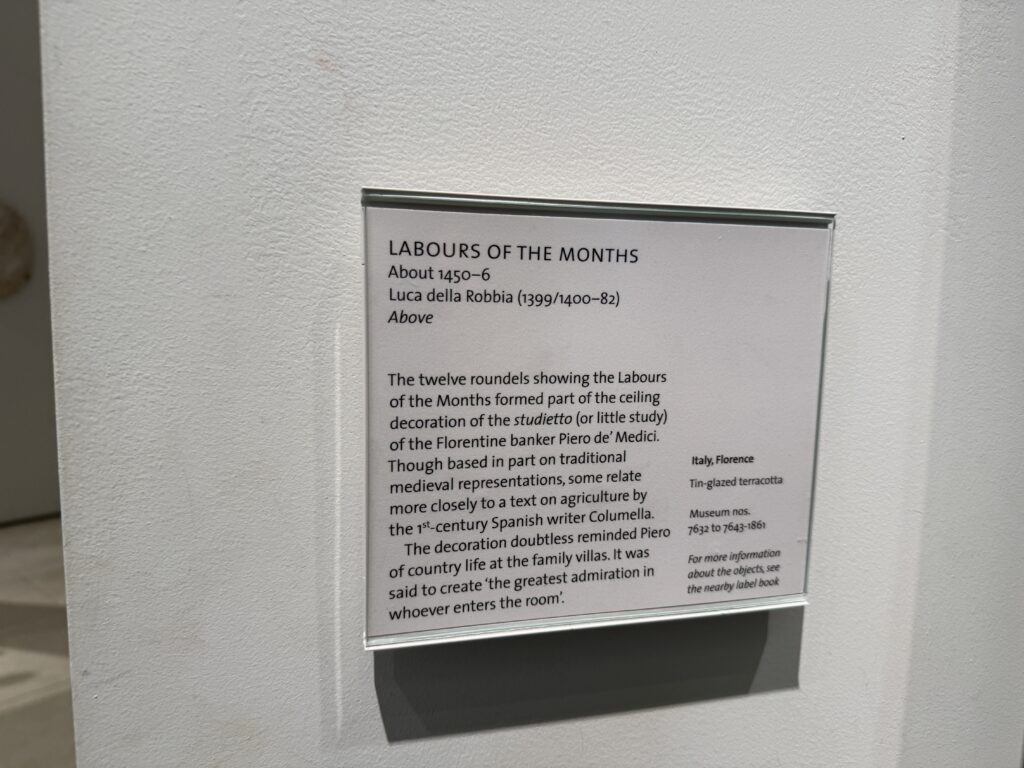 LABOURS OF THE MONTHS
About 1450–6
Luca della Robbia (1399/1400–82)
Above
The twelve roundels showing the Labours
of the Months formed part of the ceiling
decoration of the studietto (or little study)
of the Florentine banker Piero de’ Medici.
Though based in part on traditional
medieval representations, some relate
more closely to a text on agriculture by
the 1st-century Spanish writer Columella.
The decoration doubtless reminded Piero
of country life at the family villas. It was
said to create ‘the greatest admiration in
whoever enters the room’.
Italy, Florence
Tin-glazed terracotta
Museum nos.
7632 to 7643-1861
For more information
about the objects, see
the nearby label book